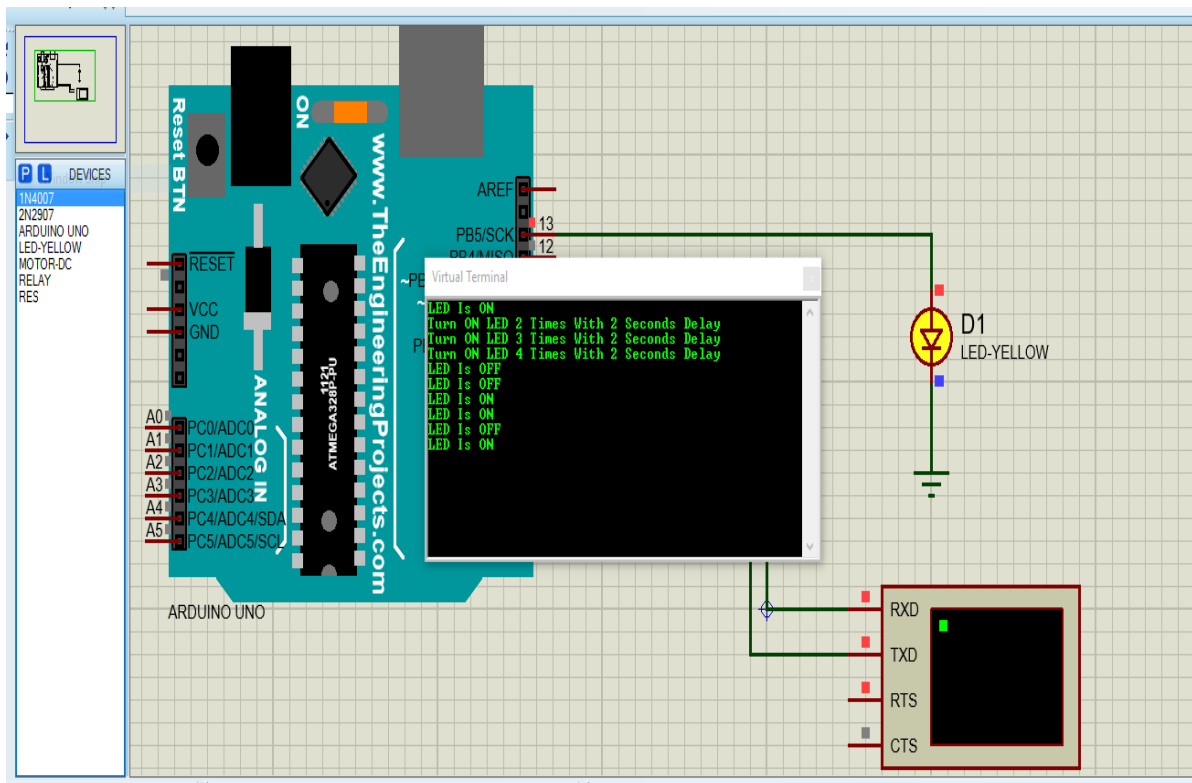 DEVICES
1N4007
2N2907
ARDUINO UNO
LED-YELLOW
MOTOR-DC
RELAY
RES
P L
Reset BTN
ON
www.TheEngineeringProjects.com
AREF
13
PB5/SCK
12
PB4/MISO
RESET
VCC
GND
ANALOG IN
1121
ATMEGA328P-PU
A0
PC0/ADC0
A1
PC1/ADC1
A2
PC2/ADC2
A3
PC3/ADC3
A4
PC4/ADC4/SDA
A5
PC5/ADC5/SCL
ARDUINO UNO
Virtual Terminal
LED Is ON
Turn ON LED 2 Times With 2 Seconds Delay
Turn ON LED 3 Times With 2 Seconds Delay
Turn ON LED 4 Times With 2 Seconds Delay
LED Is OFF
LED Is OFF
LED Is ON
LED Is ON
LED Is OFF
LED Is ON
D1
LED-YELLOW
RXD
TXD
RTS
CTS